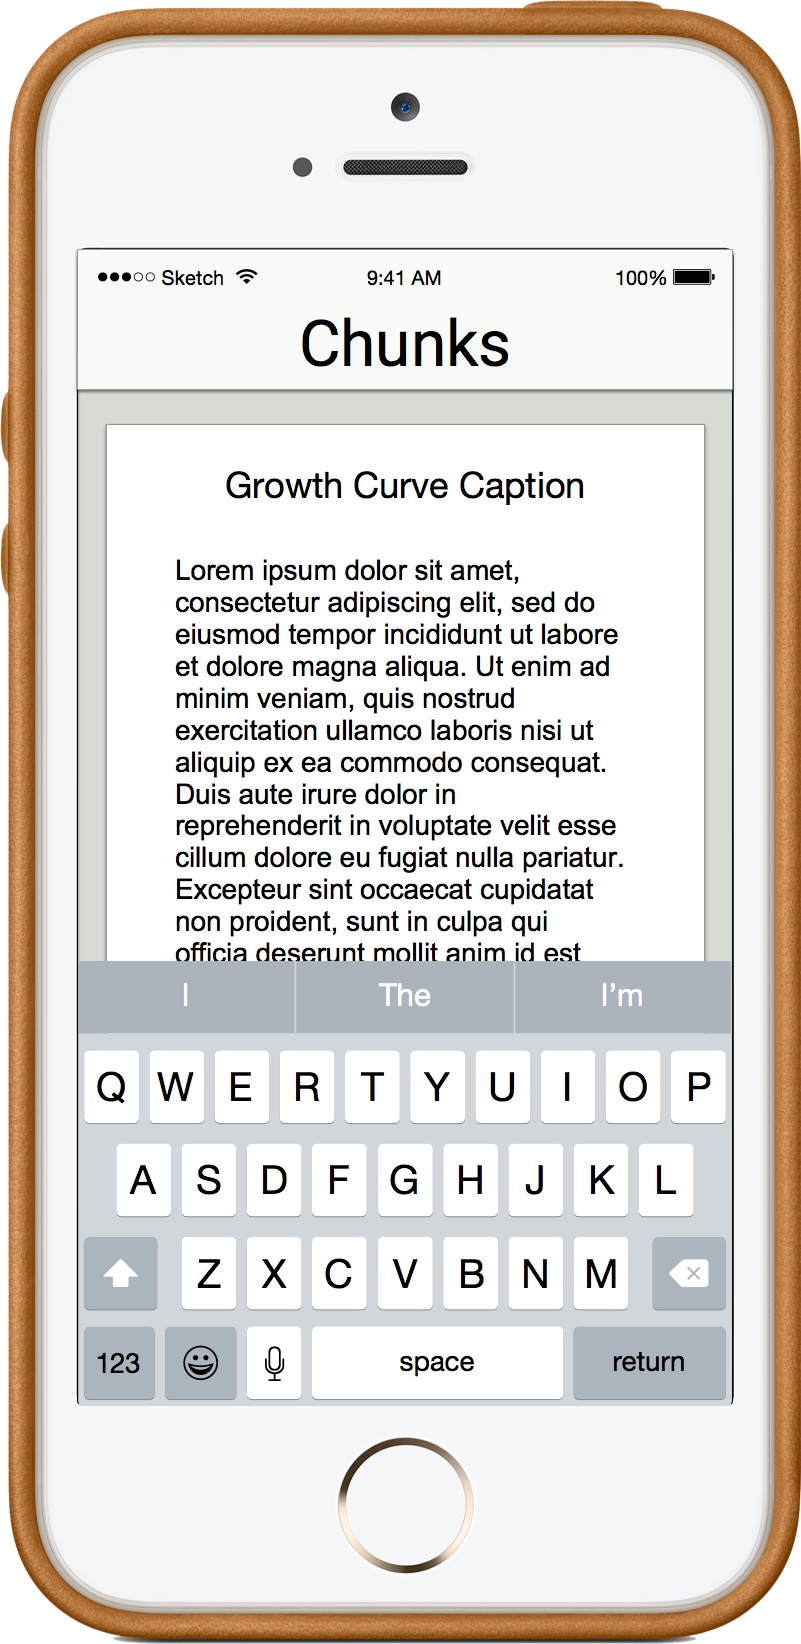 Sketch 9:41 AM 100%
Chunks
Growth Curve Caption
Lorem ipsum dolor sit amet,
consectetur adipiscing elit, sed do
eiusmod tempor incididunt ut labore
et dolore magna aliqua. Ut enim ad
minim veniam, quis nostrud
exercitation ullamco laboris nisi ut
aliquip ex ea commodo consequat.
Duis aute irure dolor in
reprehenderit in voluptate velit esse
cillum dolore eu fugiat nulla pariatur.
Excepteur sint occaecat cupidatat
non proident, sunt in culpa qui
officia deserunt mollit anim id est
I The I’m
Q W E R T Y U I O P
A S D F G H J K L
Z X C V B N M
123 space return